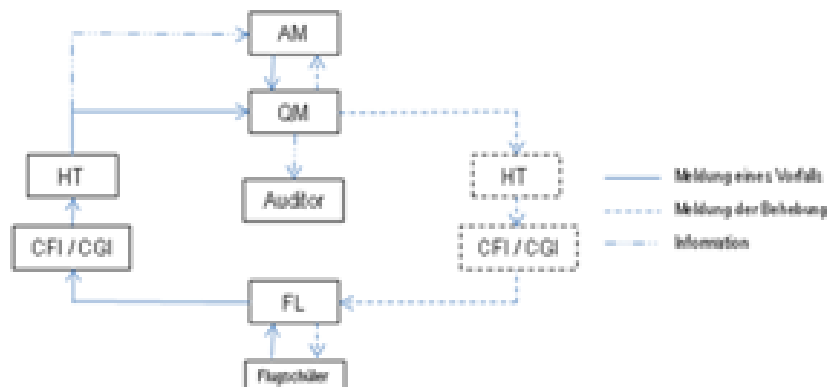 AM
QM
HT
HT
Meldung eines Vorfalls
Auditor
Meldung der Behebung
CFI / CGI
CFI / CGI
Information
FL
Flugschüler